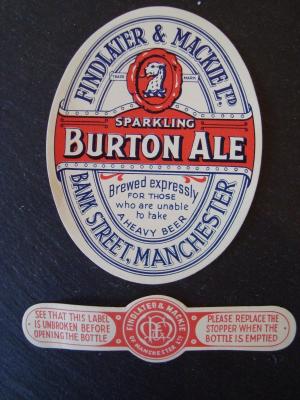 FINDLATER & MACKIE LTD.
TRADE MARK
SPARKLING
BURTON ALE
Brewed expressly
FOR THOSE
who are unable
to take
A HEAVY BEER
BANK STREET, MANCHESTER
SEE THAT THIS LABEL
IS UNBROKEN BEFORE
OPENING THE BOTTLE
FINDLATER & MACKIE
OF MANCHESTER LTD.
PLEASE REPLACE THE
STOPPER WHEN THE
BOTTLE IS EMPTIED